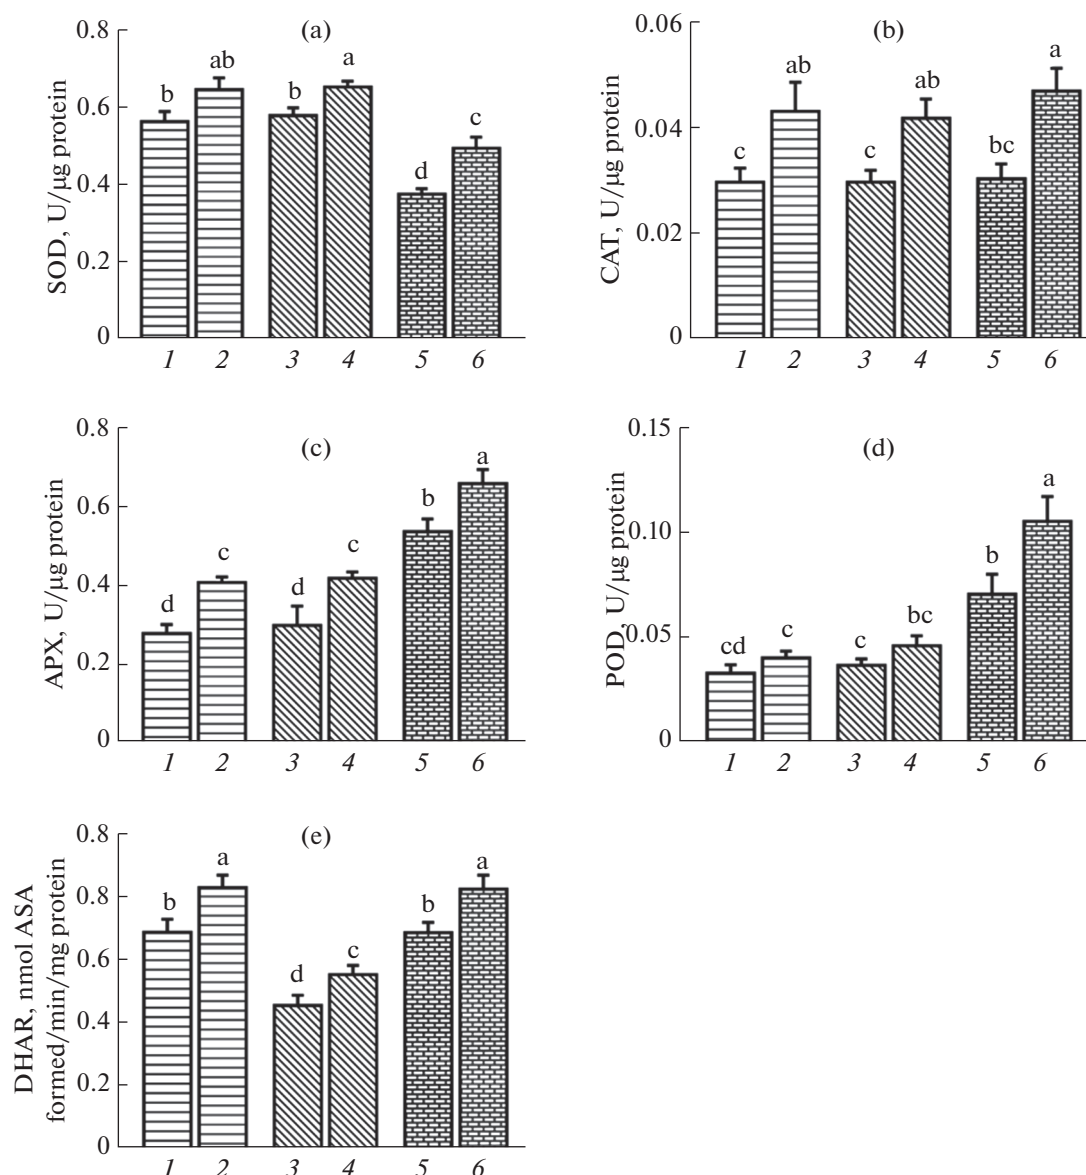 (a)
SOD, U/µg protein
0.8
0.6
0.4
0.2
0
b
ab
b
a
d
c
1 2 3 4 5 6
(b)
CAT, U/µg protein
0.06
0.04
0.02
0
c
ab
c
ab
bc
a
1 2 3 4 5 6
(c)
APX, U/µg protein
0.8
0.6
0.4
0.2
0
d
c
d
c
b
a
1 2 3 4 5 6
(d)
POD, U/µg protein
0.15
0.10
0.05
0
cd
c
c
bc
b
a
1 2 3 4 5 6
(e)
DHAR, nmol ASA
formed/min/mg protein
0.8
0.8
0.6
0.4
0.2
0
b
a
d
c
b
a
1 2 3 4 5 6